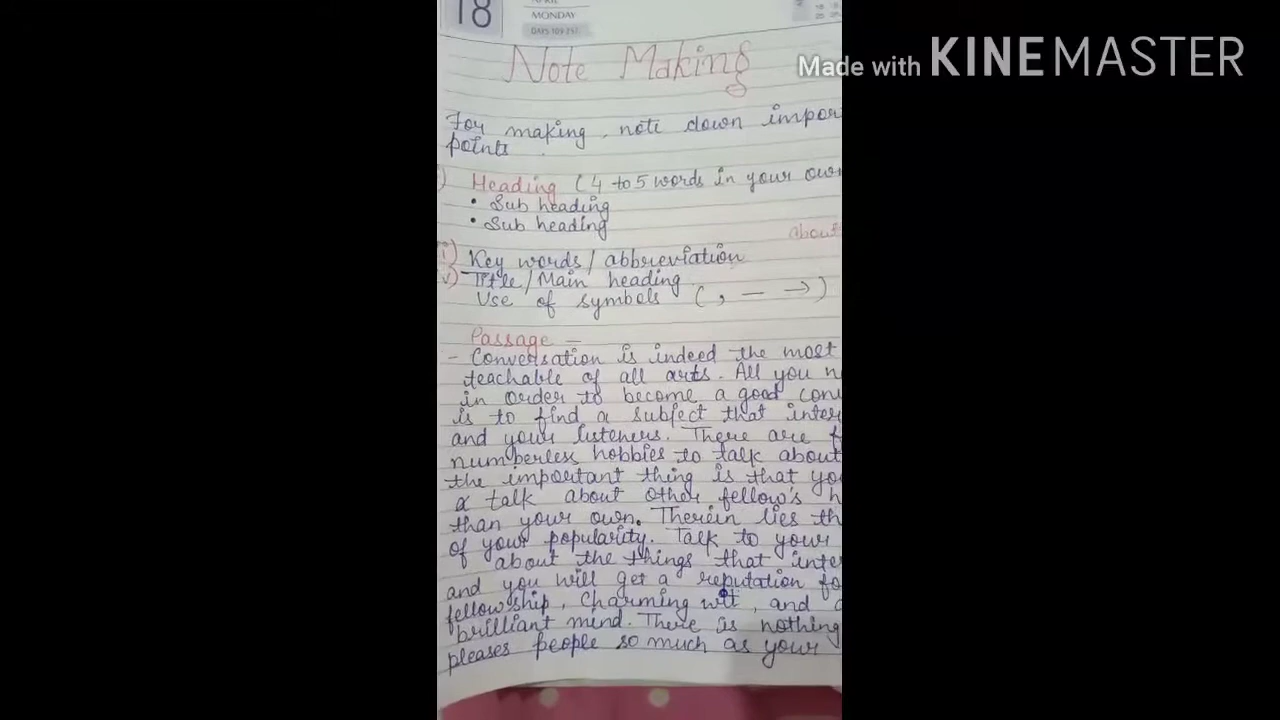 18
MONDAY
Made with KINEMASTER
Note Making
For making, note down impor
points
Heading (4 to 5 words in your own
• Sub heading
• Sub heading
about
Key words/abbreviation
Title/Main heading
Use of symbols ( , — → )
Passage —
- Conversation is indeed the most
teachable of all arts. All you n
in order to become a good conv
is to find a subject that inter
and your listeners. There are
numberless hobbies to talk about
the important thing is that you
talk about other fellow's h
than your own. Therein lies th
of your popularity. Talk to your
about the things that inte
and you will get a reputation fo
fellowship, charming wit, and a
brilliant mind. There is nothing
pleases people so much as your